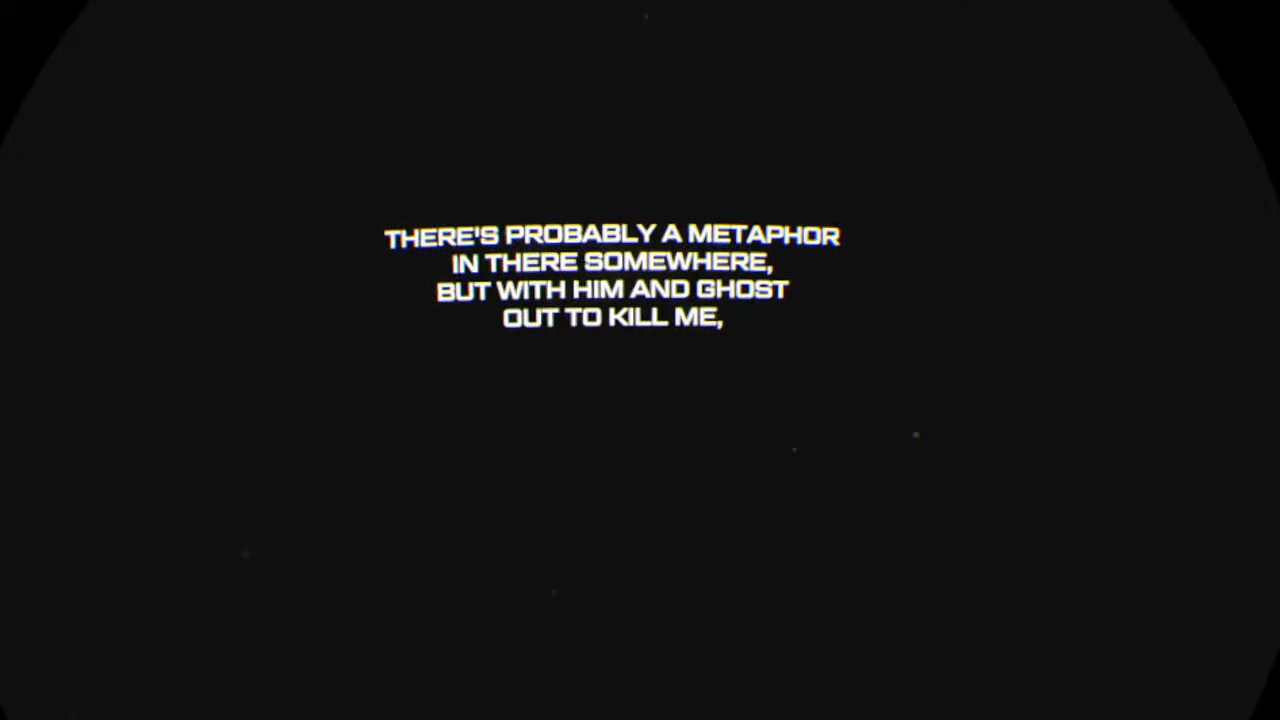 THERE'S PROBABLY A METAPHOR
IN THERE SOMEWHERE,
BUT WITH HIM AND GHOST
OUT TO KILL ME,